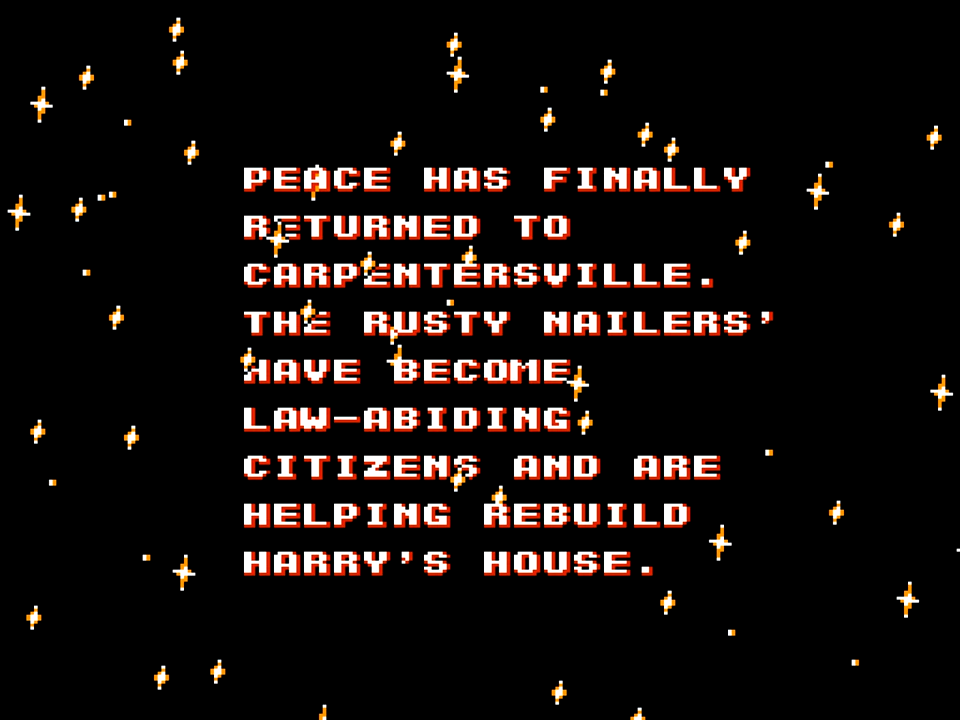 PEACE HAS FINALLY
RETURNED TO
CARPENTERSVILLE.
THE RUSTY NAILERS'
HAVE BECOME
LAW-ABIDING
CITIZENS AND ARE
HELPING REBUILD
HARRY'S HOUSE.